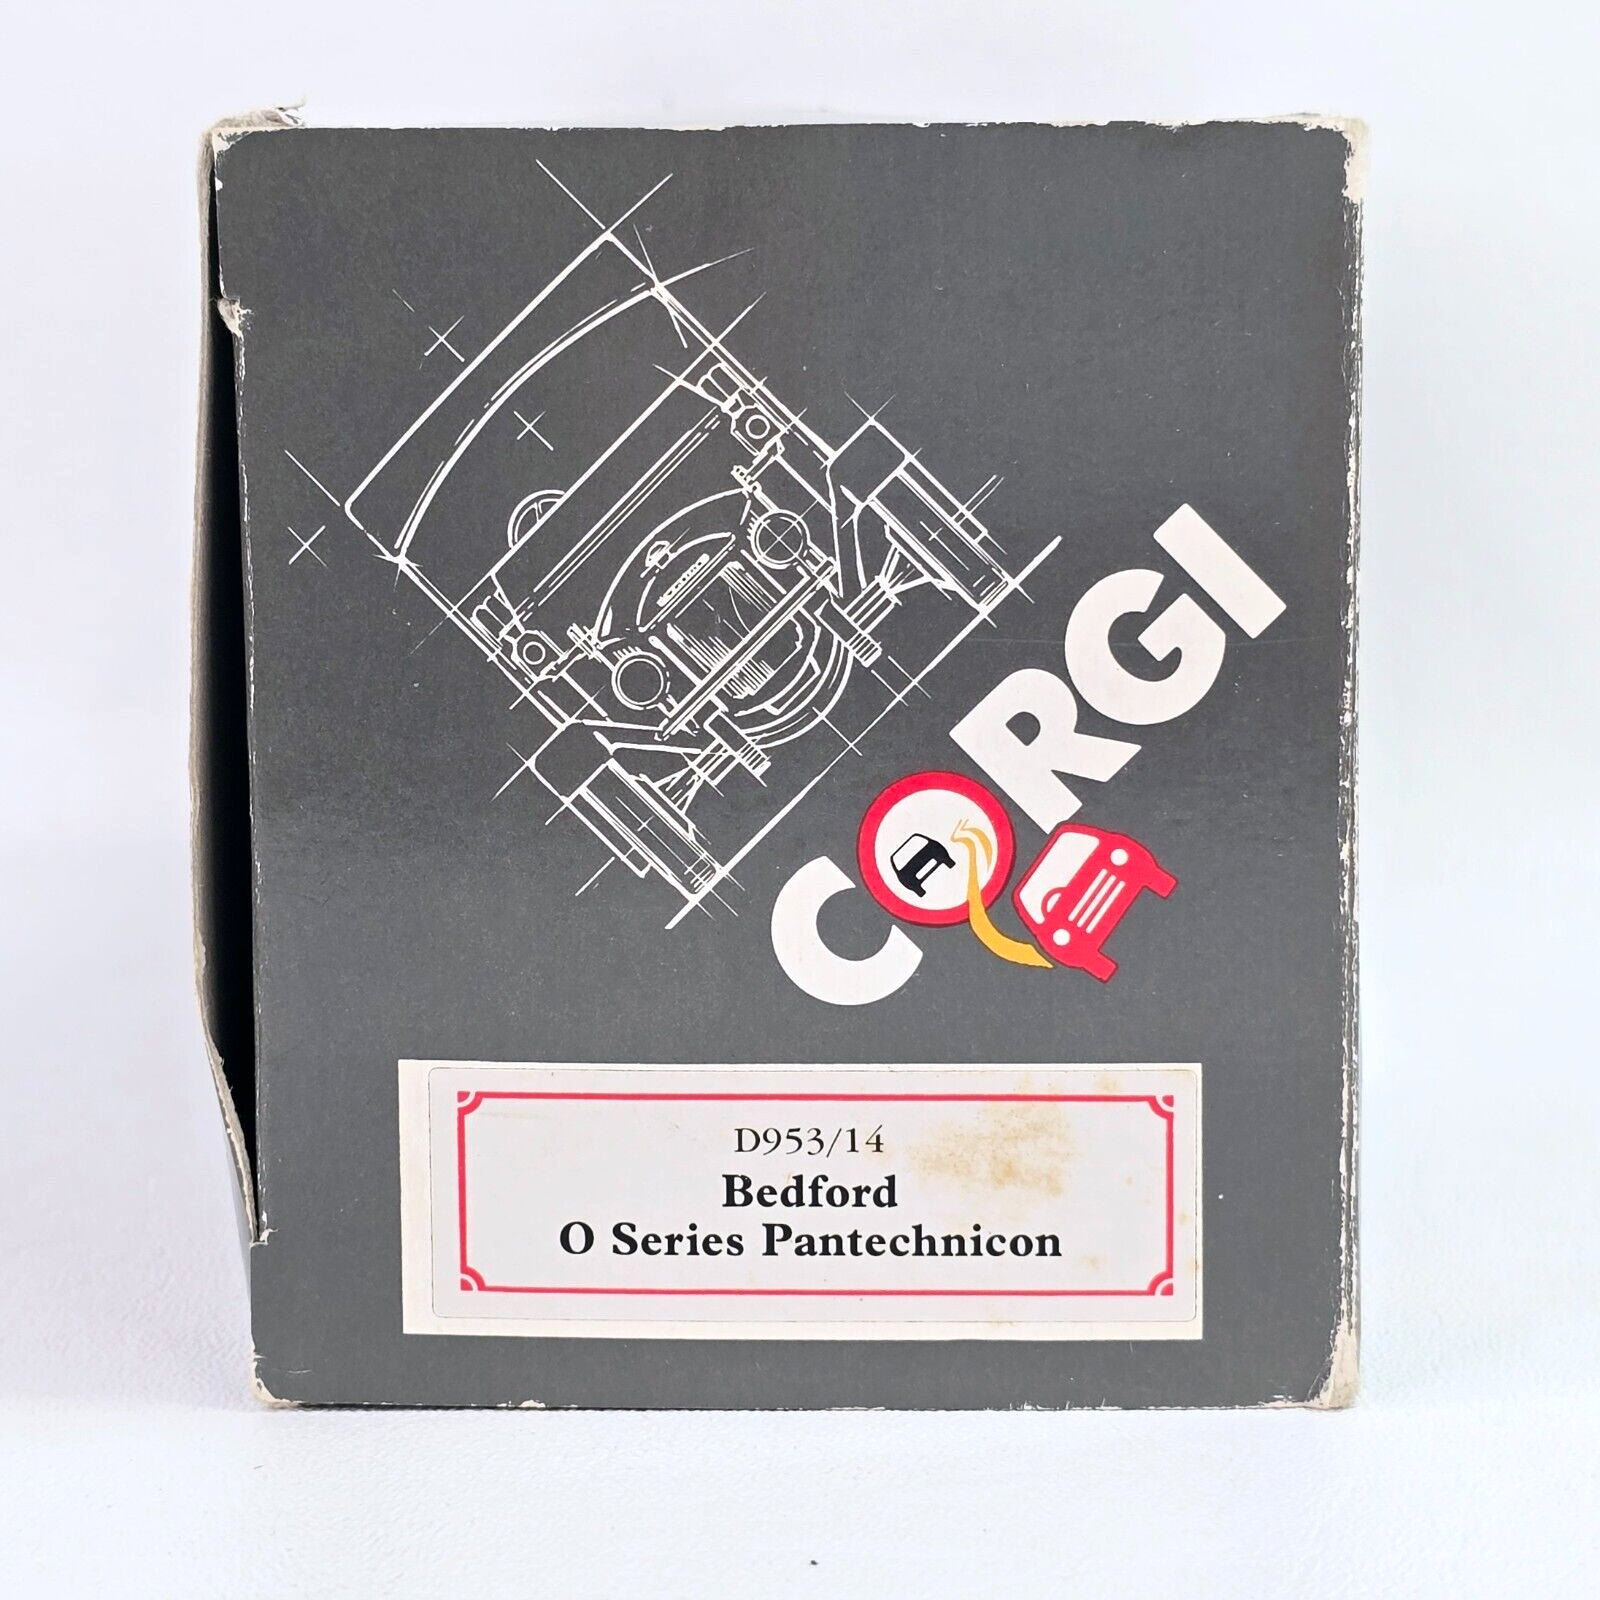 CORGI
D953/14
Bedford
O Series Pantechnicon